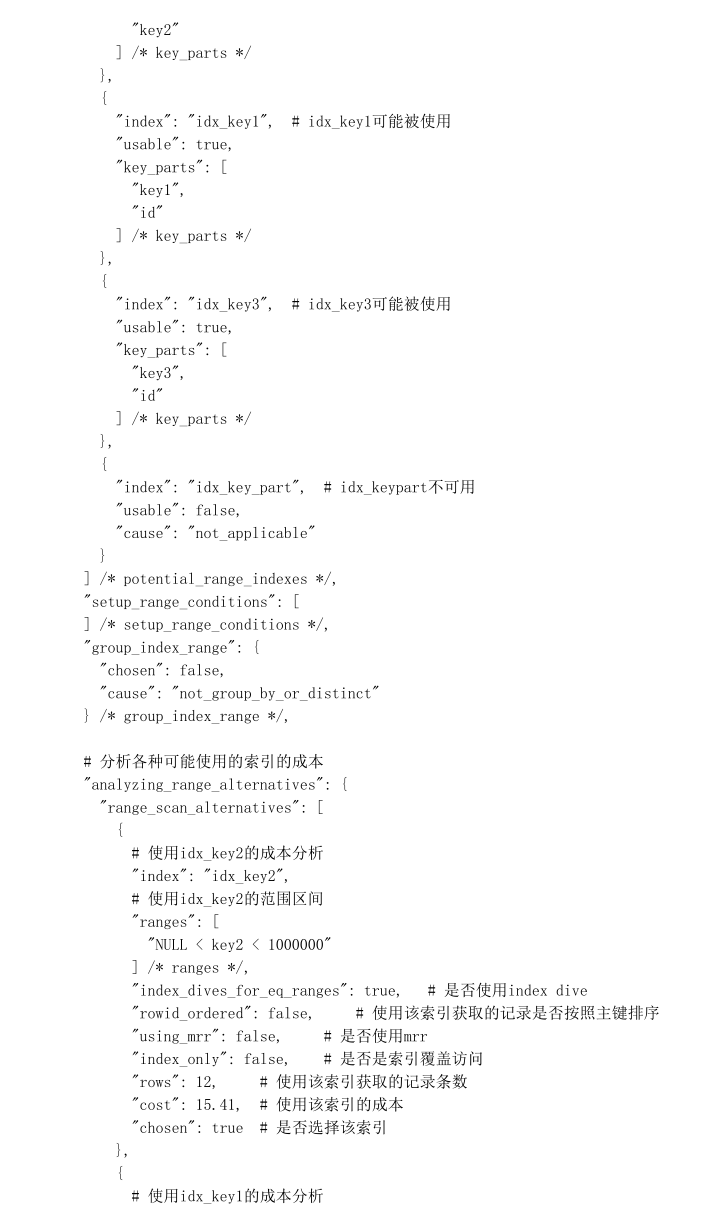 "key2"
] /* key_parts */
},
{
"index": "idx_key1",  # idx_key1可能被使用
"usable": true,
"key_parts": [
"key1",
"id"
] /* key_parts */
},
{
"index": "idx_key3",  # idx_key3可能被使用
"usable": true,
"key_parts": [
"key3",
"id"
] /* key_parts */
},
{
"index": "idx_key_part",  # idx_keypart不可用
"usable": false,
"cause": "not_applicable"
}
] /* potential_range_indexes */,
"setup_range_conditions": [
] /* setup_range_conditions */,
"group_index_range": {
"chosen": false,
"cause": "not_group_by_or_distinct"
} /* group_index_range */,
# 分析各种可能使用的索引的成本
"analyzing_range_alternatives": {
"range_scan_alternatives": [
{
# 使用idx_key2的成本分析
"index": "idx_key2",
# 使用idx_key2的范围区间
"ranges": [
"NULL < key2 < 1000000"
] /* ranges */,
"index_dives_for_eq_ranges": true,   # 是否使用index dive
"rowid_ordered": false,     # 使用该索引获取的记录是否按照主键排序
"using_mrr": false,     # 是否使用mrr
"index_only": false,    # 是否是索引覆盖访问
"rows": 12,     # 使用该索引获取的记录条数
"cost": 15.41,  # 使用该索引的成本
"chosen": true  # 是否选择该索引
},
{
# 使用idx_key1的成本分析